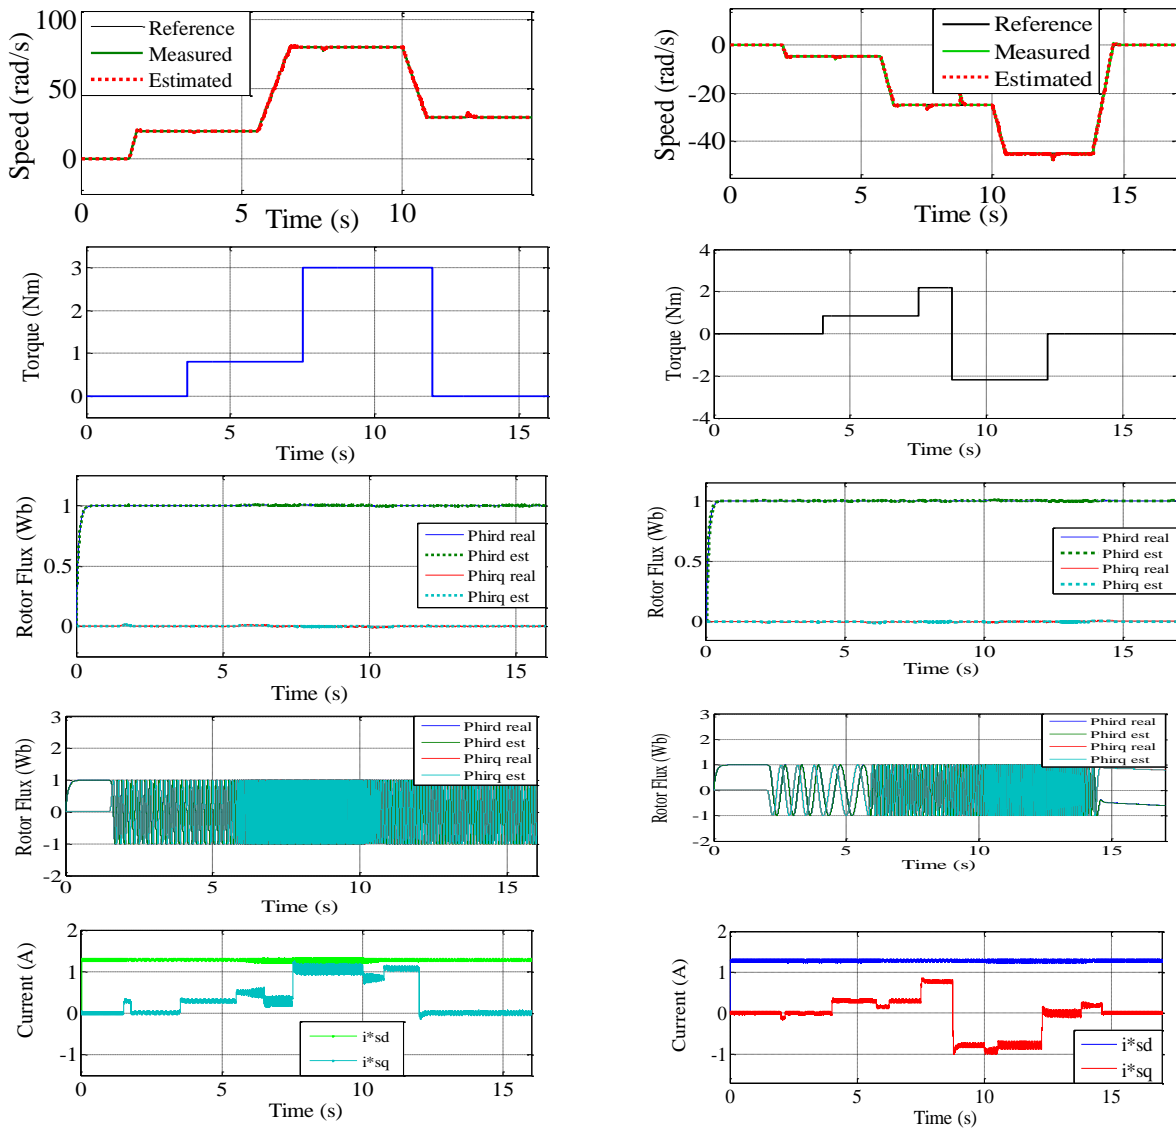 100
50
0
Speed (rad/s)
Reference
Measured
Estimated
0
5
10
Time (s)
0
-20
-40
Speed (rad/s)
Reference
Measured
Estimated
0
5
10
15
Time (s)
3
2
1
0
Torque (Nm)
0
5
10
15
Time (s)
4
2
0
-2
-4
Torque (Nm)
0
5
10
15
Time (s)
1
0.5
0
Rotor Flux (Wb)
Phird real
Phird est
Phirq real
Phirq est
0
5
10
15
Time (s)
1
0.5
0
Rotor Flux (Wb)
Phird real
Phird est
Phirq real
Phirq est
0
5
10
15
Time (s)
3
2
1
0
-1
-2
Rotor Flux (Wb)
Phird real
Phird est
Phirq real
Phirq est
0
5
10
15
Time (s)
3
2
1
0
-1
-2
Rotor Flux (Wb)
Phird real
Phird est
Phirq real
Phirq est
0
5
10
15
Time (s)
2
1
0
-1
Current (A)
i*sd
i*sq
0
5
10
15
Time (s)
2
1
0
-1
Current (A)
i*sd
i*sq
0
5
10
15
Time (s)